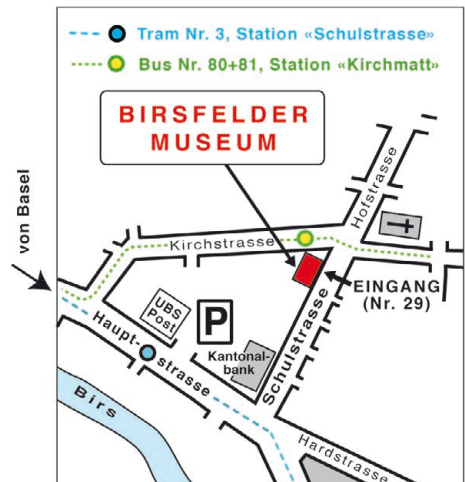 Tram Nr. 3, Station «Schulstrasse»
Bus Nr. 80+81, Station «Kirchmatt»
BIRSFELDER
MUSEUM
Hofstrasse
von Basel
Kirchstrasse
EINGANG
(Nr. 29)
UBS
Post
P
Haupt-
strasse
Kantonal-
bank
Schulstrasse
Birs
Hardstrasse